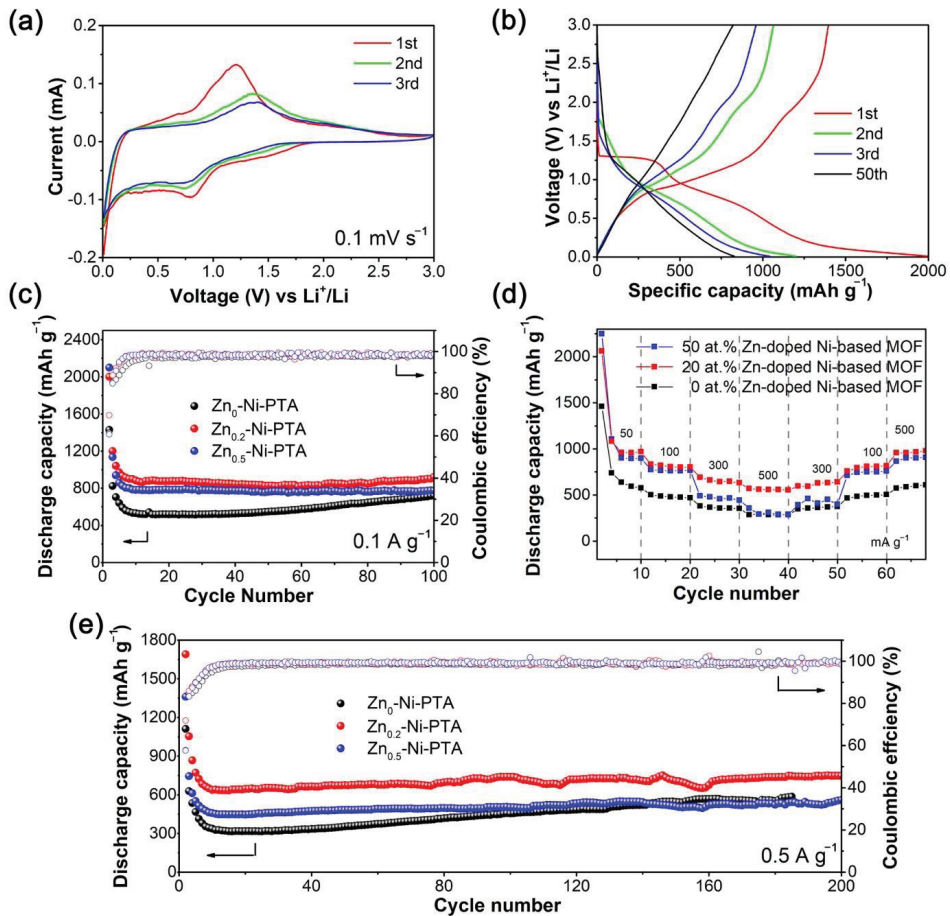 (a)
0.2
0.1
0.0
-0.1
-0.2
Current (mA)
1st
2nd
3rd
0.1 mV s⁻¹
0.0 0.5 1.0 1.5 2.0 2.5 3.0
Voltage (V) vs Li⁺/Li
(b)
3.0
2.5
2.0
1.5
1.0
0.5
0.0
Voltage (V) vs Li⁺/Li
1st
2nd
3rd
50th
0 500 1000 1500 2000
Specific capacity (mAh g⁻¹)
(c)
2400
2000
1600
1200
800
400
0
Discharge capacity (mAh g⁻¹)
Zn₀-Ni-PTA
Zn₀.₂-Ni-PTA
Zn₀.₅-Ni-PTA
0.1 A g⁻¹
100
80
60
40
20
0
Coulombic effciency (%)
0 20 40 60 80 100
Cycle Number
(d)
2000
1500
1000
500
0
Discharge capacity (mAh g⁻¹)
50 at.% Zn-doped Ni-based MOF
20 at.% Zn-doped Ni-based MOF
0 at.% Zn-doped Ni-based MOF
50
100
300
500
300
100
500
mA g⁻¹
0 10 20 30 40 50 60
Cycle number
(e)
1800
1500
1200
900
600
300
0
Discharge capacity (mAh g⁻¹)
Zn₀-Ni-PTA
Zn₀.₂-Ni-PTA
Zn₀.₅-Ni-PTA
0.5 A g⁻¹
100
80
60
40
20
0
Coulombic effciency (%)
0 40 80 120 160 200
Cycle number